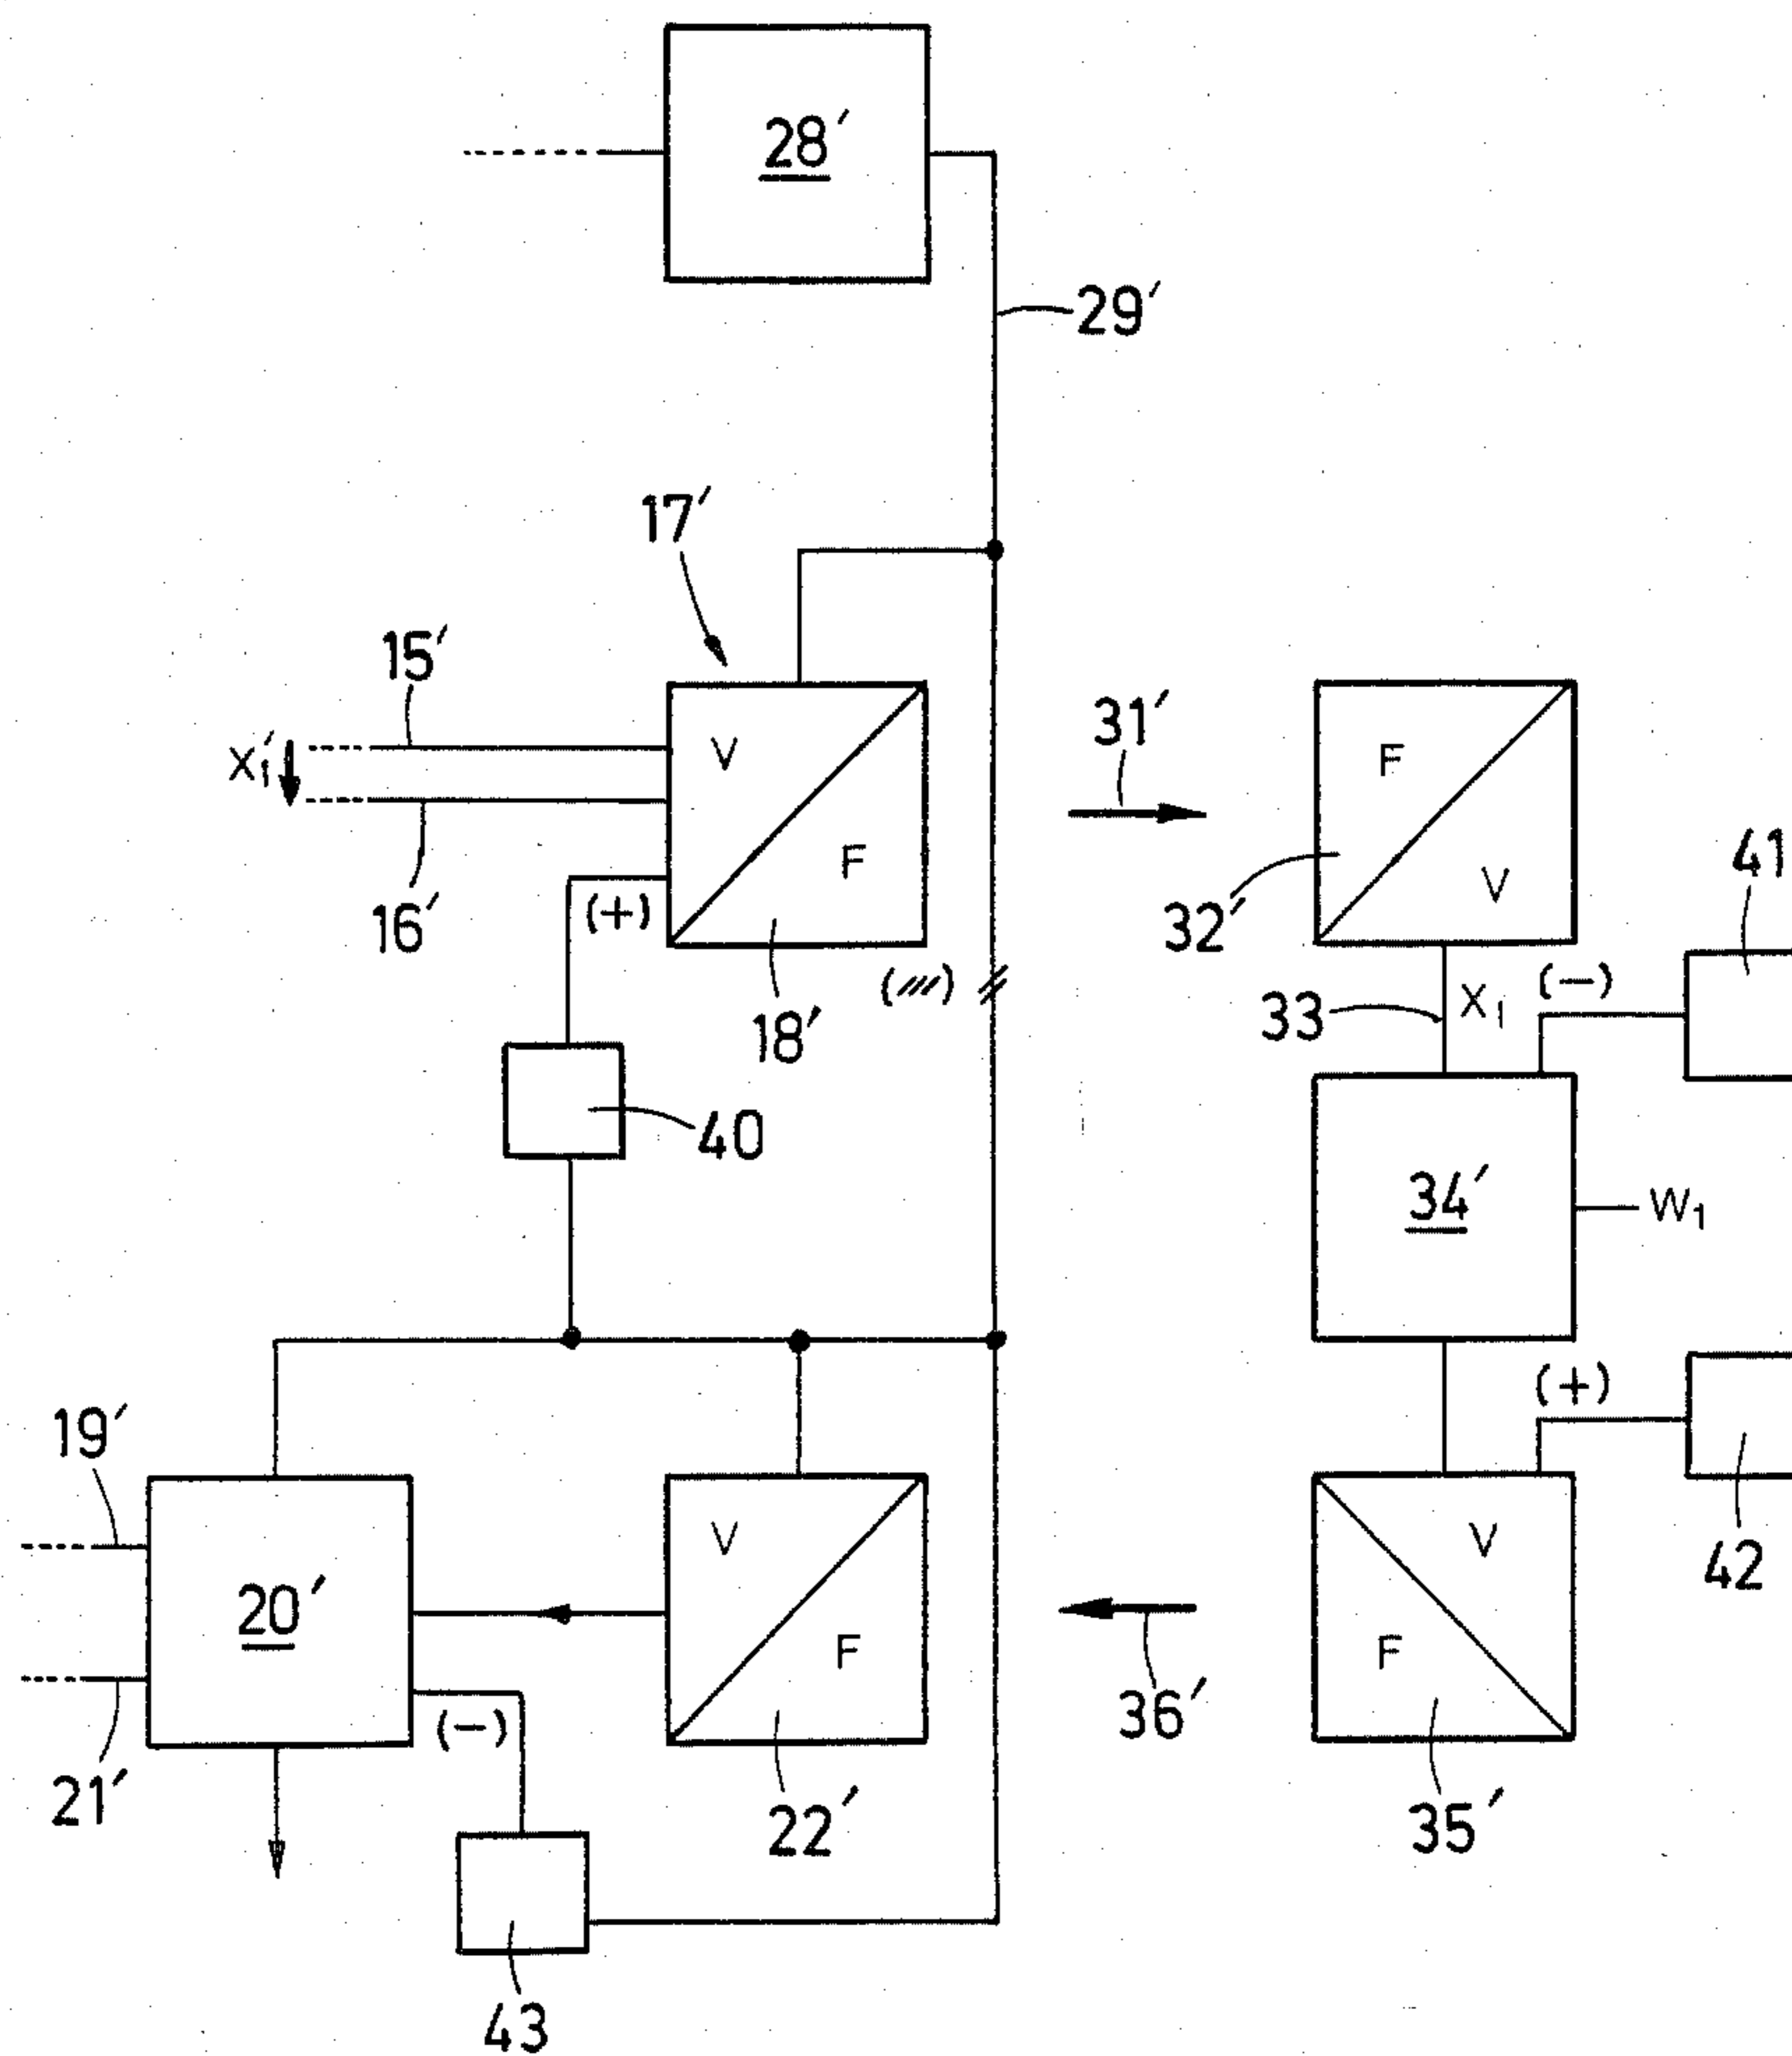 28′
29′
17′
15′
X₁′
16′
V
F
(+)
18′
(///)
31′
F
V
32′
41
33
X₁
(−)
40
34′
W₁
(+)
19′
20′
21′
(−)
V
F
22′
36′
V
F
35′
42
43